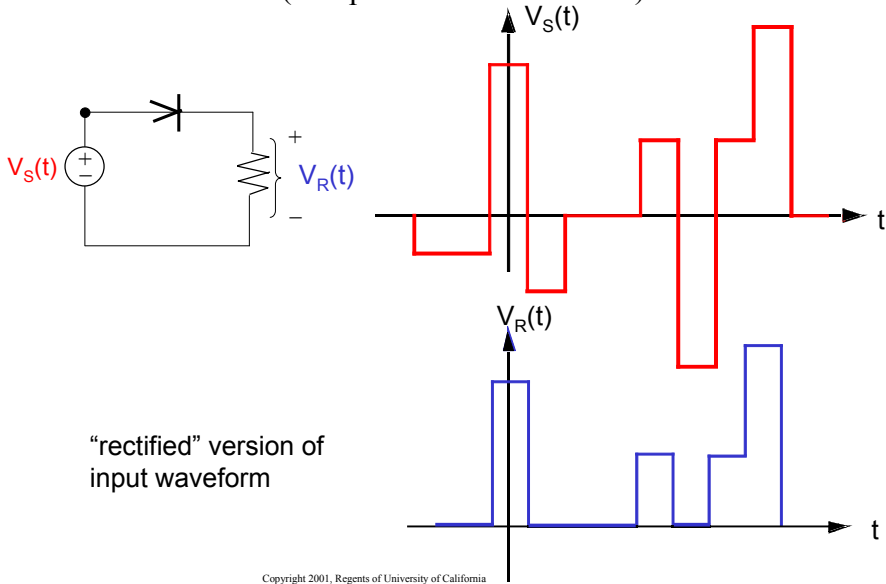 V_S(t)
V_S(t)
+
−
+
−
V_R(t)
t
V_R(t)
t
“rectified” version of
input waveform
Copyright 2001, Regents of University of California